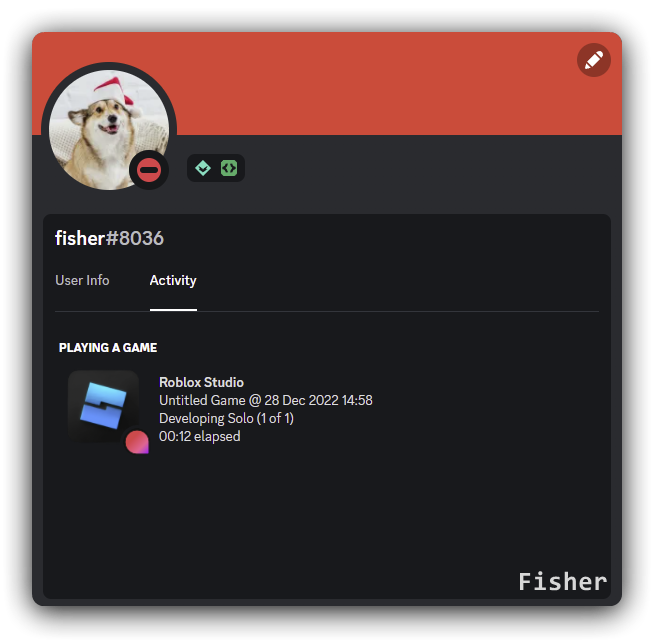 fisher#8036
User Info
Activity
PLAYING A GAME
Roblox Studio
Untitled Game @ 28 Dec 2022 14:58
Developing Solo (1 of 1)
00:12 elapsed
Fisher